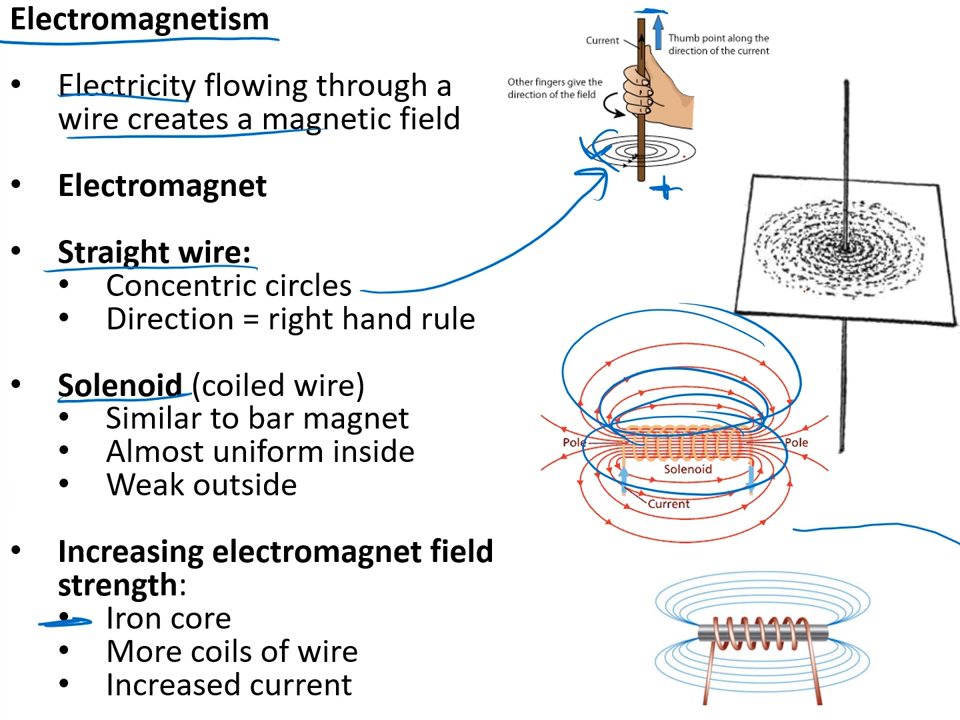 Electromagnetism
• Electricity flowing through a
wire creates a magnetic field
• Electromagnet
• Straight wire:
• Concentric circles
• Direction = right hand rule
• Solenoid (coiled wire)
• Similar to bar magnet
• Almost uniform inside
• Weak outside
• Increasing electromagnet field
strength:
• Iron core
• More coils of wire
• Increased current
Current
Thumb point along the
direction of the current
Other fingers give the
direction of the field
+
Pole
Pole
Solenoid
Current